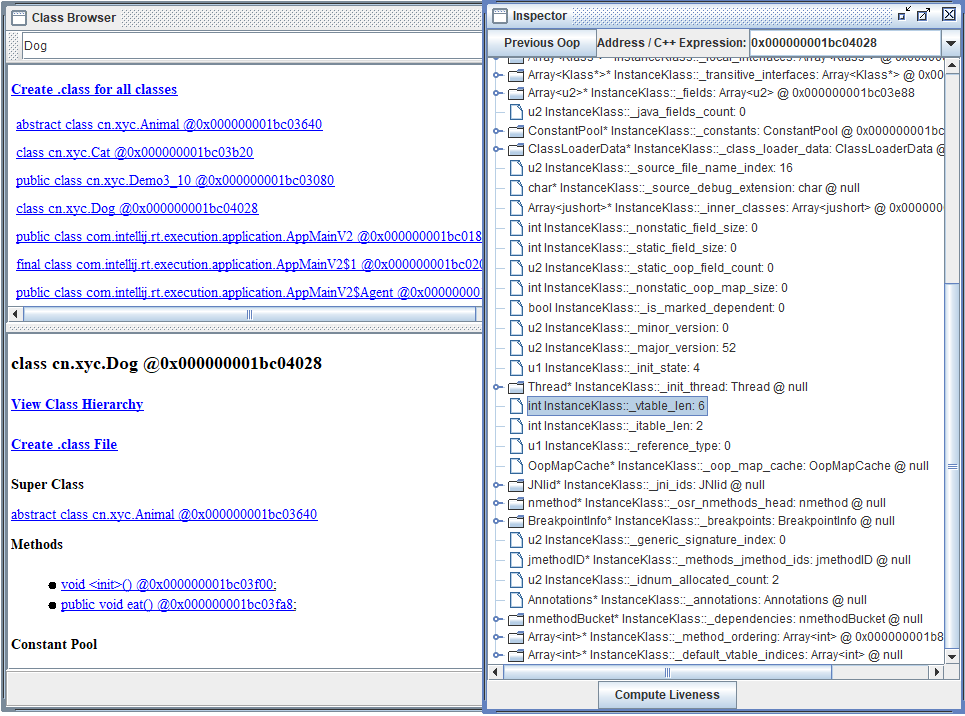 Class Browser
Dog
Create .class for all classes
abstract class cn.xyc.Animal @0x000000001bc03640
class cn.xyc.Cat @0x000000001bc03b20
public class cn.xyc.Demo3_10 @0x000000001bc03080
class cn.xyc.Dog @0x000000001bc04028
public class com.intellij.rt.execution.application.AppMainV2 @0x000000001bc018
final class com.intellij.rt.execution.application.AppMainV2$1 @0x000000001bc020
public class com.intellij.rt.execution.application.AppMainV2$Agent @0x00000000
class cn.xyc.Dog @0x000000001bc04028
View Class Hierarchy
Create .class File
Super Class
abstract class cn.xyc.Animal @0x000000001bc03640
Methods
void <init>() @0x000000001bc03f00;
public void eat() @0x000000001bc03fa8;
Constant Pool
Inspector
Previous Oop Address / C++ Expression: 0x000000001bc04028
Array<Klass*>* InstanceKlass::_local_interfaces: Array<Klass*> @ 0x00000
Array<Klass*>* InstanceKlass::_transitive_interfaces: Array<Klass*> @ 0x00
Array<u2>* InstanceKlass::_fields: Array<u2> @ 0x000000001bc03e88
u2 InstanceKlass::_java_fields_count: 0
ConstantPool* InstanceKlass::_constants: ConstantPool @ 0x000000001bc
ClassLoaderData* InstanceKlass::_class_loader_data: ClassLoaderData @
u2 InstanceKlass::_source_file_name_index: 16
char* InstanceKlass::_source_debug_extension: char @ null
Array<jushort>* InstanceKlass::_inner_classes: Array<jushort> @ 0x00000
int InstanceKlass::_nonstatic_field_size: 0
int InstanceKlass::_static_field_size: 0
u2 InstanceKlass::_static_oop_field_count: 0
int InstanceKlass::_nonstatic_oop_map_size: 0
bool InstanceKlass::_is_marked_dependent: 0
u2 InstanceKlass::_minor_version: 0
u2 InstanceKlass::_major_version: 52
u1 InstanceKlass::_init_state: 4
Thread* InstanceKlass::_init_thread: Thread @ null
int InstanceKlass::_vtable_len: 6
int InstanceKlass::_itable_len: 2
u1 InstanceKlass::_reference_type: 0
OopMapCache* InstanceKlass::_oop_map_cache: OopMapCache @ null
JNIid* InstanceKlass::_jni_ids: JNIid @ null
nmethod* InstanceKlass::_osr_nmethods_head: nmethod @ null
BreakpointInfo* InstanceKlass::_breakpoints: BreakpointInfo @ null
u2 InstanceKlass::_generic_signature_index: 0
jmethodID* InstanceKlass::_methods_jmethod_ids: jmethodID @ null
u2 InstanceKlass::_idnum_allocated_count: 2
Annotations* InstanceKlass::_annotations: Annotations @ null
nmethodBucket* InstanceKlass::_dependencies: nmethodBucket @ null
Array<int>* InstanceKlass::_method_ordering: Array<int> @ 0x000000001b8
Array<int>* InstanceKlass::_default_vtable_indices: Array<int> @ null
Compute Liveness